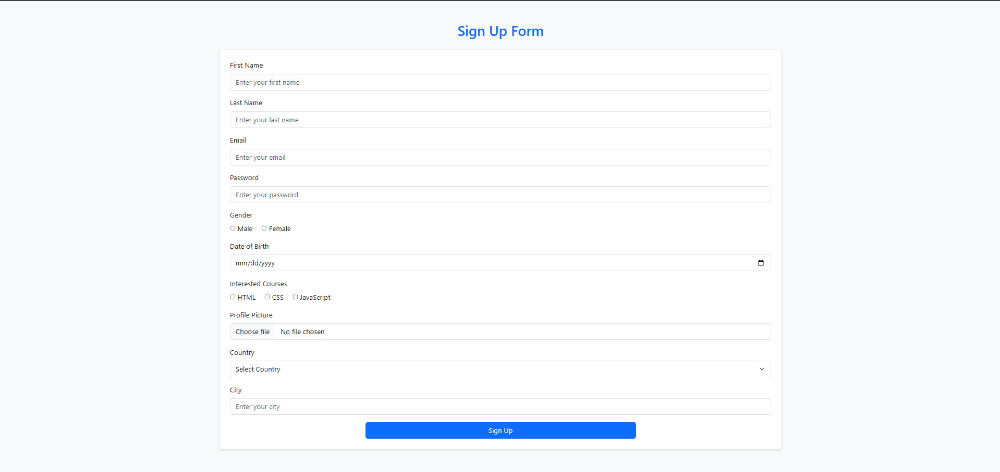 Sign Up Form
First Name
Enter your first name
Last Name
Enter your last name
Email
Enter your email
Password
Enter your password
Gender
Male Female
Date of Birth
mm/dd/yyyy
Interested Courses
HTML CSS JavaScript
Profile Picture
Choose file No file chosen
Country
Select Country
City
Enter your city
Sign Up